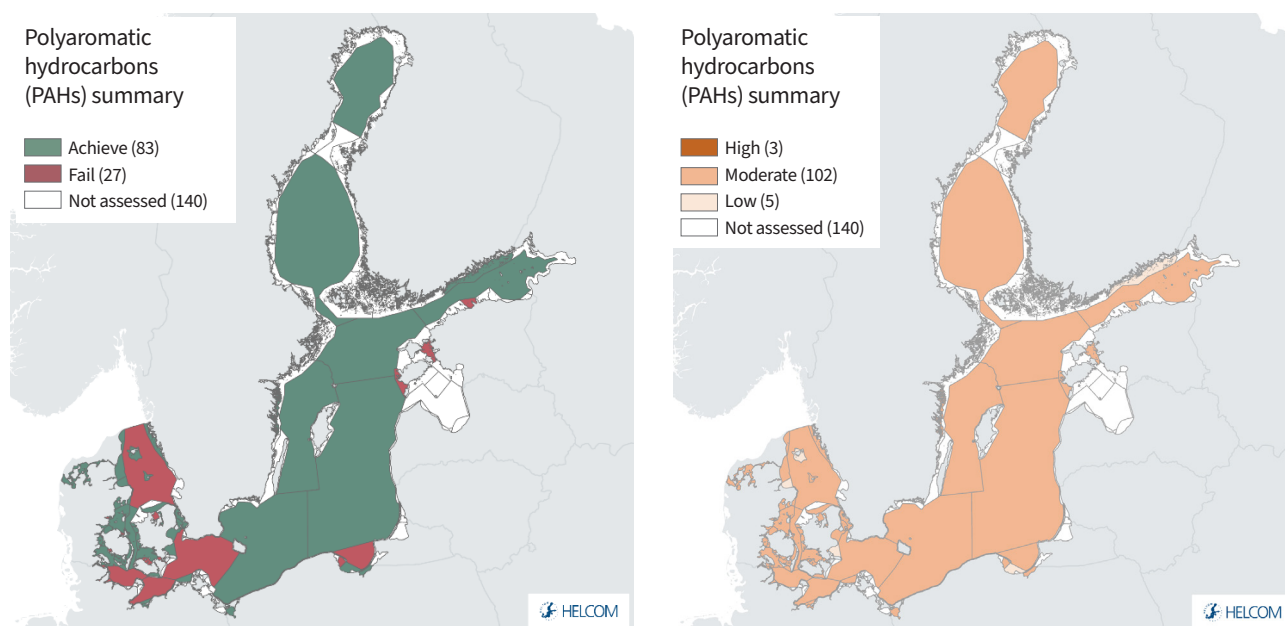 Polyaromatic
hydrocarbons
(PAHs) summary
Achieve (83)
Fail (27)
Not assessed (140)
HELCOM
Polyaromatic
hydrocarbons
(PAHs) summary
High (3)
Moderate (102)
Low (5)
Not assessed (140)
HELCOM